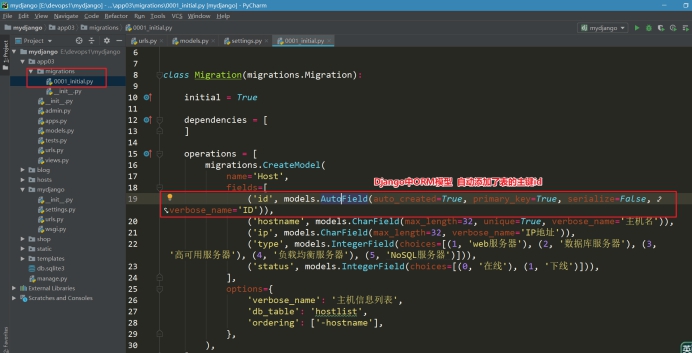 mydjango [E:\devops1\mydjango] - ...\app03\migrations\0001_initial.py [mydjango] - PyCharm
File Edit View Navigate Code Refactor Run Tools VCS Window Help
mydjango app03 migrations 0001_initial.py
mydjango
Project
urls.py models.py settings.py 0001_initial.py
1: Project
mydjango E:\devops1\mydjango
app03
migrations
0001_initial.py
__init__.py
__init__.py
admin.py
apps.py
models.py
tests.py
urls.py
views.py
blog
hosts
mydjango
__init__.py
settings.py
urls.py
wsgi.py
shop
static
templates
db.sqlite3
manage.py
External Libraries
Scratches and Consoles
2: Favorites
6
7
8 class Migration(migrations.Migration):
9
10 initial = True
11
12 dependencies = [
13 ]
14
15 operations = [
16 migrations.CreateModel(
17 name='Host',
Django中ORM模型 自动添加了表的主键id
18 fields=[
19 ('id', models.AutoField(auto_created=True, primary_key=True, serialize=False,
verbose_name='ID')),
20 ('hostname', models.CharField(max_length=32, unique=True, verbose_name='主机名')),
21 ('ip', models.CharField(max_length=32, verbose_name='IP地址')),
22 ('type', models.IntegerField(choices=[(1, 'web服务器'), (2, '数据库服务器'), (3,
'高可用服务器'), (4, '负载均衡服务器'), (5, 'NoSQL服务器')])),
23 ('status', models.IntegerField(choices=[(0, '在线'), (1, '下线')])),
24 ],
25 options={
26 'verbose_name': '主机信息列表',
27 'db_table': 'hostlist',
28 'ordering': ['-hostname'],
29 },
30 ),
英